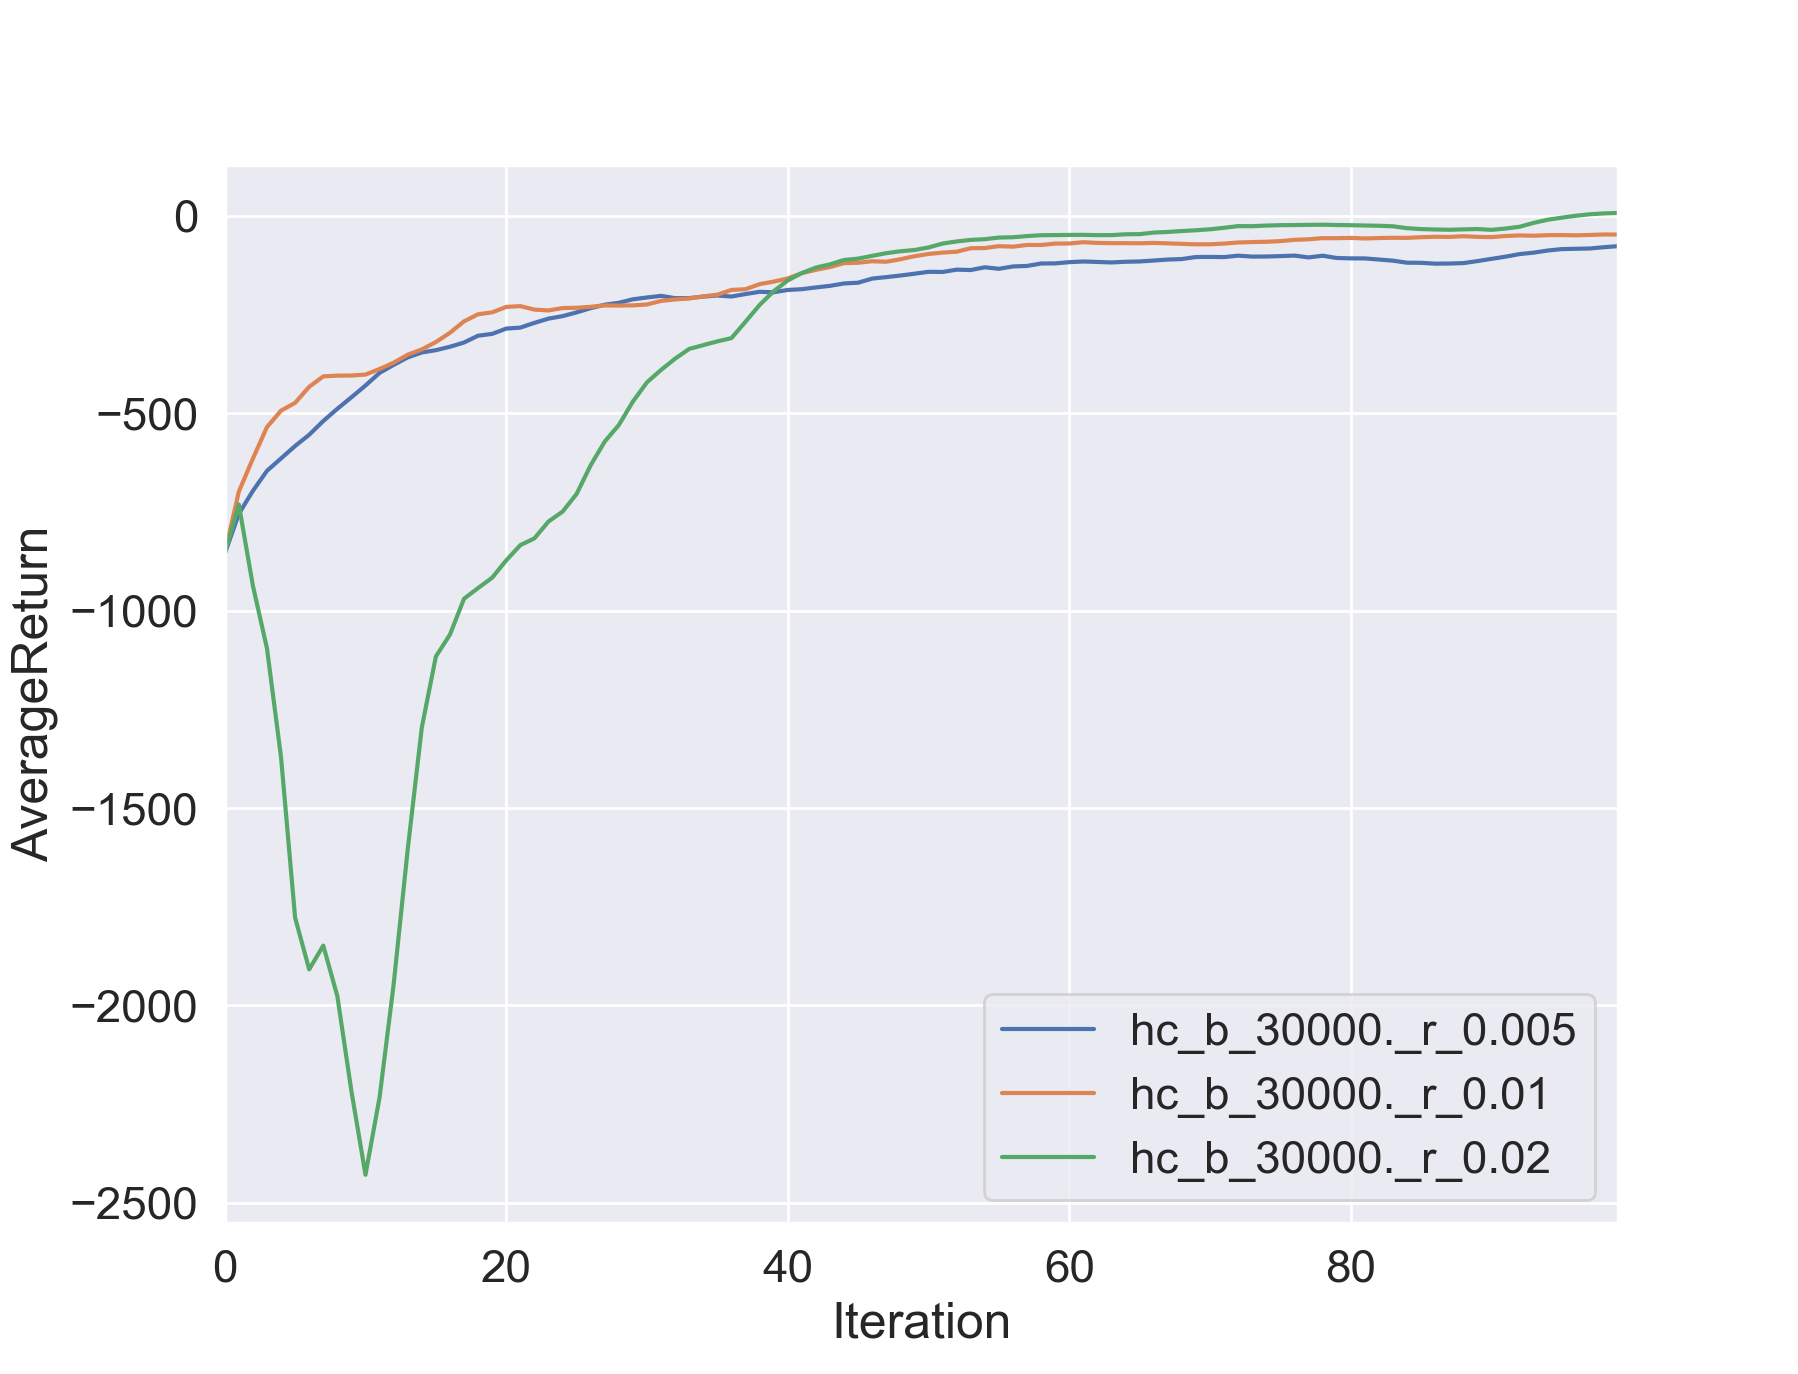 0
−500
−1000
−1500
−2000
−2500
AverageReturn
hc_b_30000._r_0.005
hc_b_30000._r_0.01
hc_b_30000._r_0.02
0 20 40 60 80
Iteration